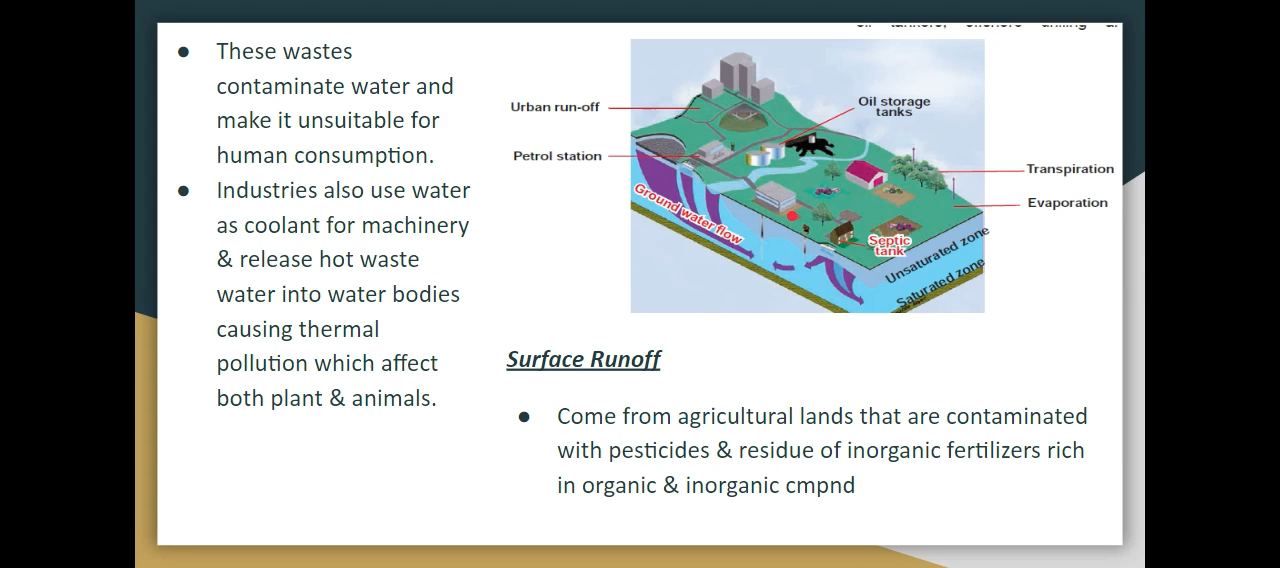 These wastes
contaminate water and
make it unsuitable for
human consumption.
Industries also use water
as coolant for machinery
& release hot waste
water into water bodies
causing thermal
pollution which affect
both plant & animals.
Urban run-off
Petrol station
Oil storage
tanks
Transpiration
Evaporation
Ground water flow
Septic
tank
Unsaturated zone
Saturated zone
Surface Runoff
Come from agricultural lands that are contaminated
with pesticides & residue of inorganic fertilizers rich
in organic & inorganic cmpnd